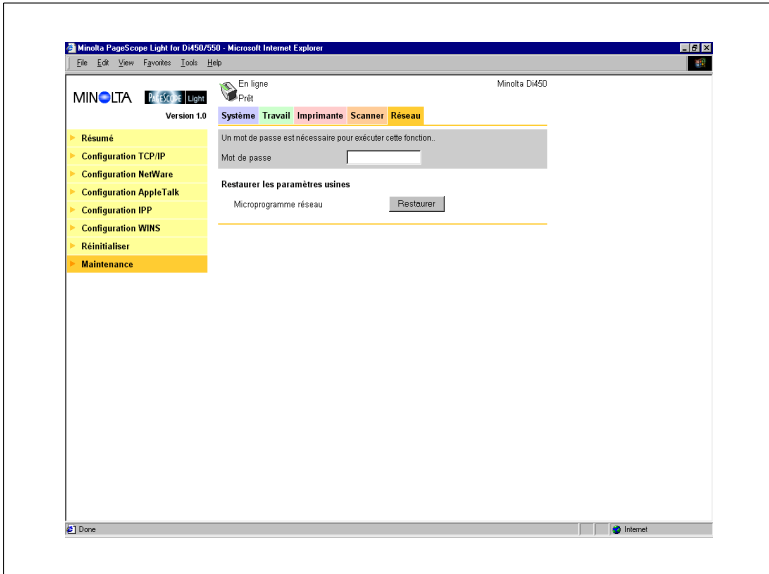 Minolta PageScope Light for Di450/550 - Microsoft Internet Explorer
File Edit View Favorites Tools Help
MINOLTA PAGESCOPE Light
Version 1.0
En ligne
Prêt
Minolta Di450
Système Travail Imprimante Scanner Réseau
Résumé
Configuration TCP/IP
Configuration NetWare
Configuration AppleTalk
Configuration IPP
Configuration WINS
Réinitialiser
Maintenance
Un mot de passe est nécessaire pour exécuter cette fonction..
Mot de passe
Restaurer les paramètres usines
Microprogramme réseau Restaurer
Done Internet